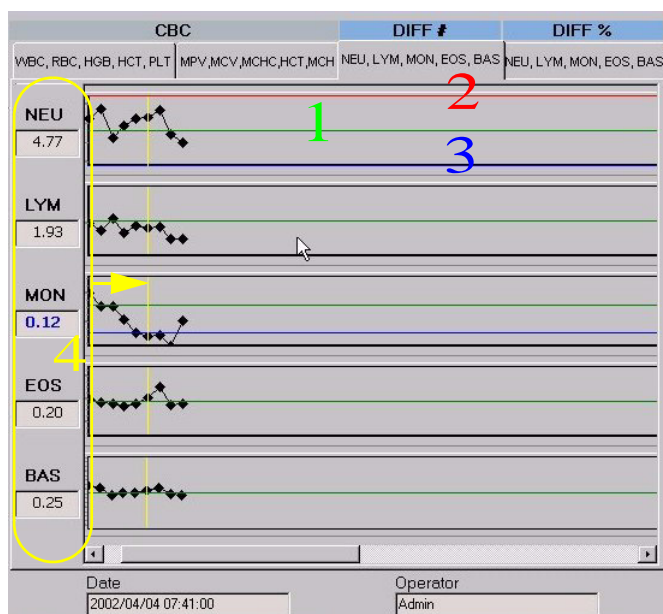 CBC DIFF # DIFF %
WBC, RBC, HGB, HCT, PLT MPV,MCV,MCHC,HCT,MCH NEU, LYM, MON, EOS, BAS NEU, LYM, MON, EOS, BAS
2
NEU
1
4.77
3
LYM
1.93
MON
0.12
4
EOS
0.20
BAS
0.25
Date Operator
2002/04/04 07:41:00 Admin